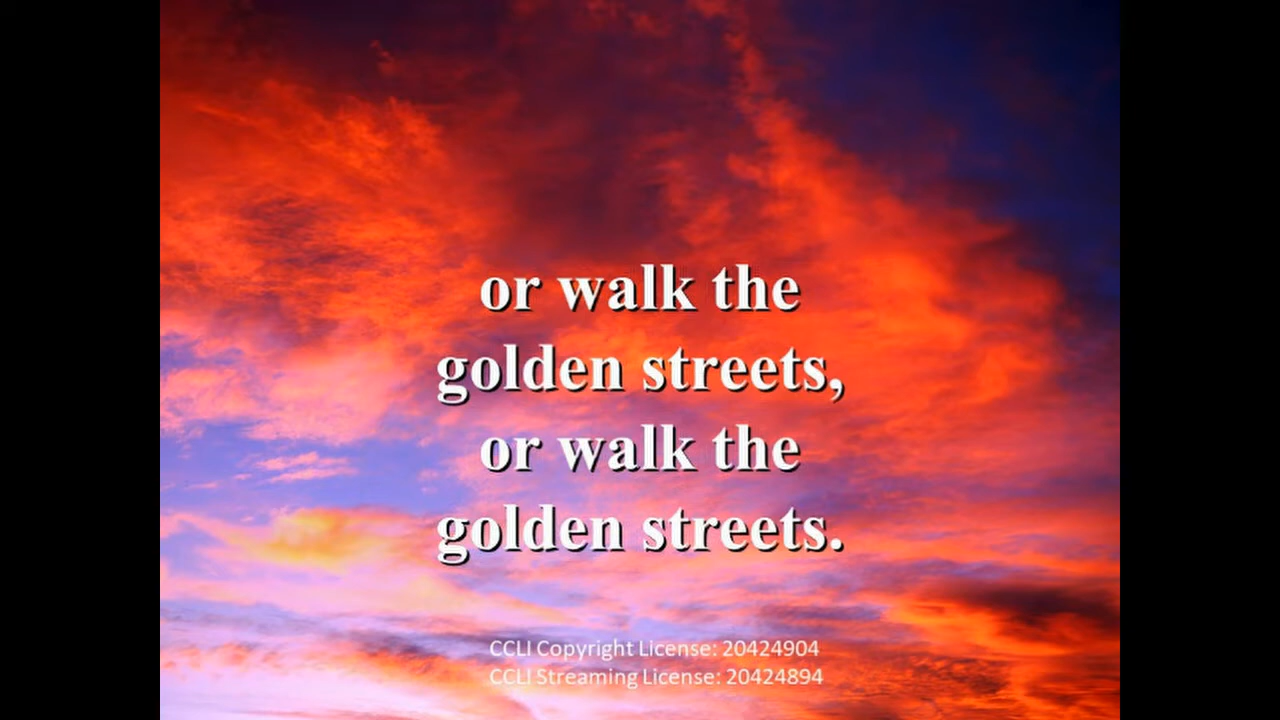 or walk the
golden streets,
or walk the
golden streets.
CCLI Copyright License: 20424904
CCLI Streaming License: 20424894